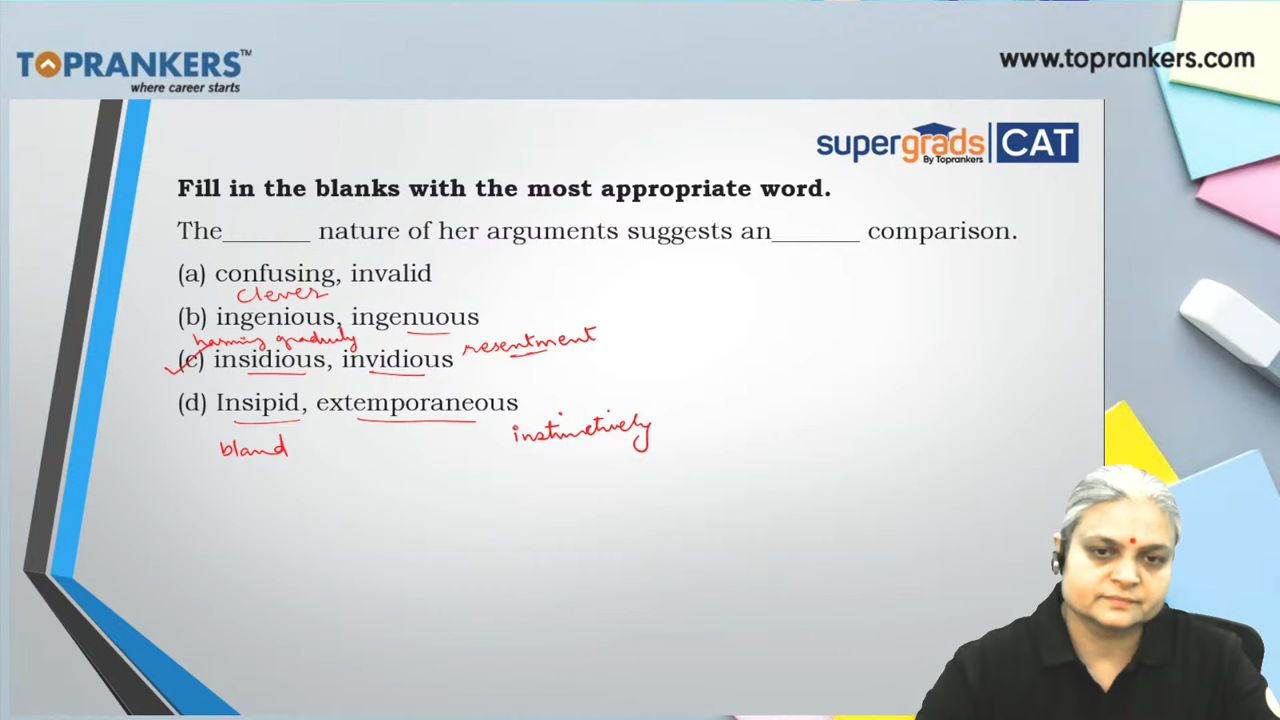 TOPRANKERS™
where career starts
www.toprankers.com
supergrads | CAT
By Toprankers
Fill in the blanks with the most appropriate word.
The_______ nature of her arguments suggests an_______ comparison.
(a) confusing, invalid
clever
(b) ingenious, ingenuous
harming gradully
(c) insidious, invidious resentment
(d) Insipid, extemporaneous
instinctively
bland